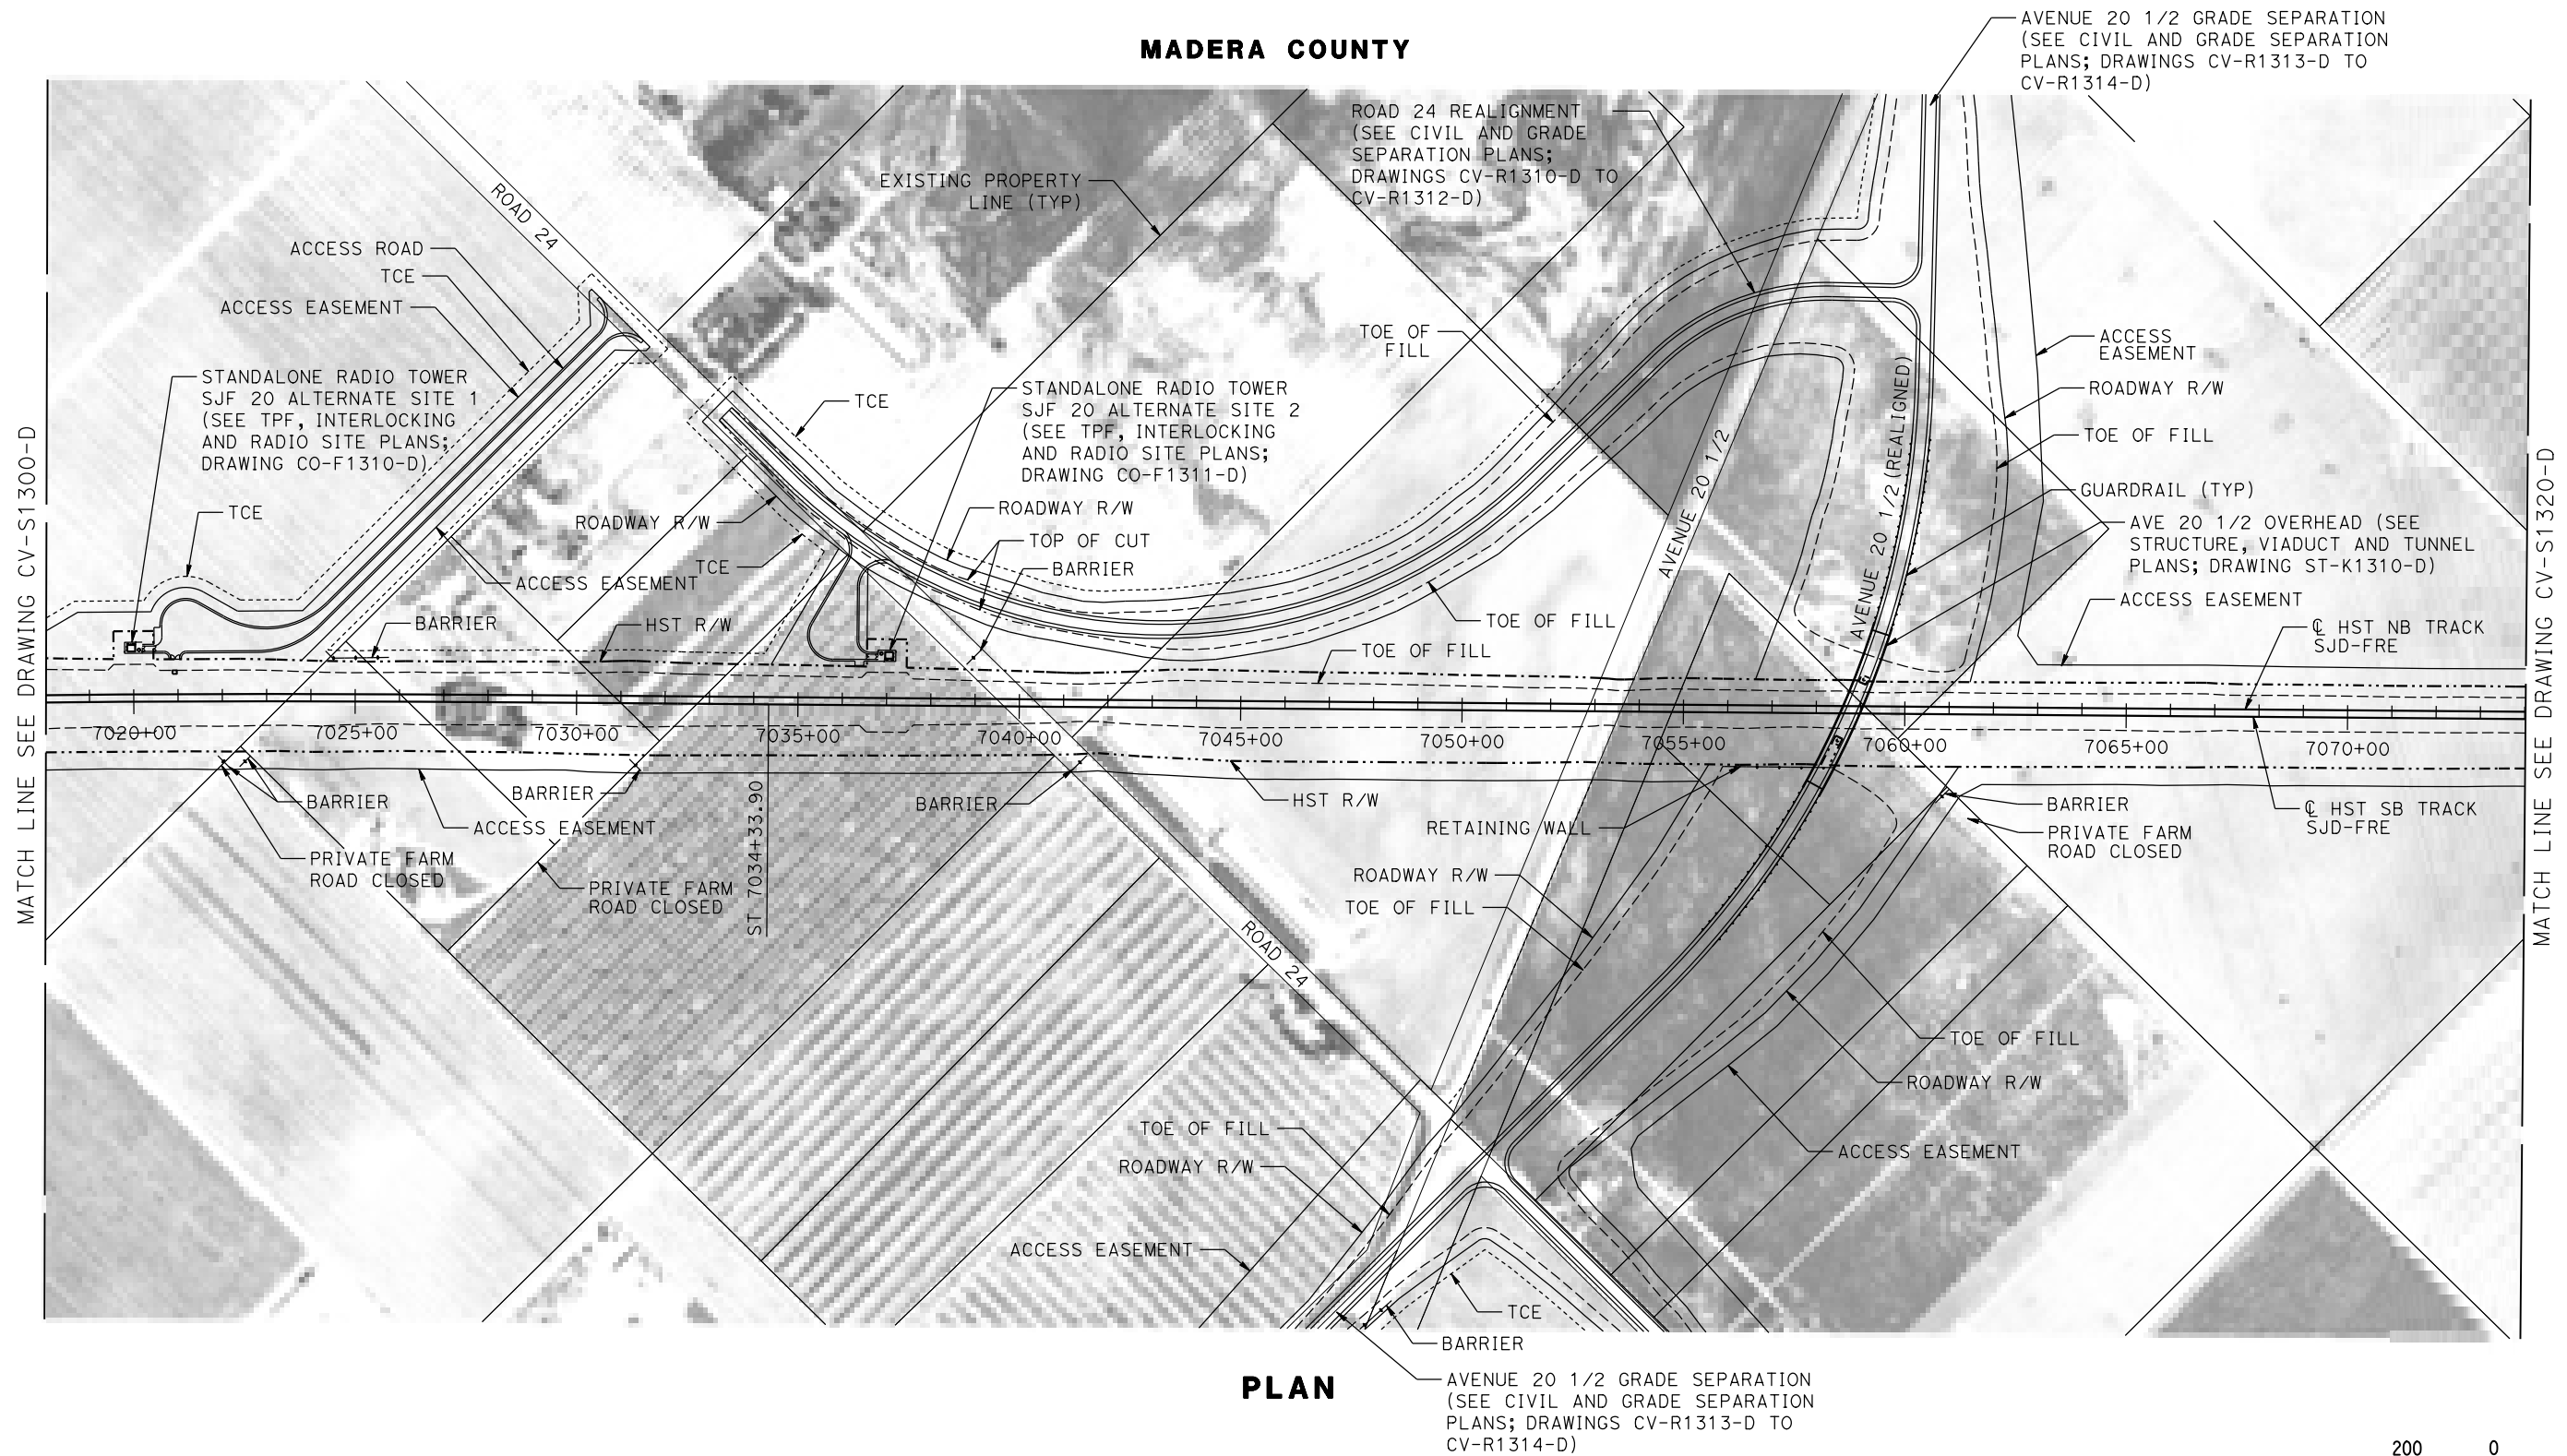 MADERA COUNTY
AVENUE 20 1/2 GRADE SEPARATION
(SEE CIVIL AND GRADE SEPARATION
PLANS; DRAWINGS CV-R1313-D TO
CV-R1314-D)
ROAD 24 REALIGNMENT
(SEE CIVIL AND GRADE
SEPARATION PLANS;
DRAWINGS CV-R1310-D TO
CV-R1312-D)
EXISTING PROPERTY
LINE (TYP)
ROAD 24
ACCESS ROAD
TCE
ACCESS EASEMENT
STANDALONE RADIO TOWER
SJF 20 ALTERNATE SITE 1
(SEE TPF, INTERLOCKING
AND RADIO SITE PLANS;
DRAWING CO-F1310-D)
TCE
TCE
STANDALONE RADIO TOWER
SJF 20 ALTERNATE SITE 2
(SEE TPF, INTERLOCKING
AND RADIO SITE PLANS;
DRAWING CO-F1311-D)
TOE OF
FILL
ACCESS
EASEMENT
ROADWAY R/W
TOE OF FILL
GUARDRAIL (TYP)
AVE 20 1/2 OVERHEAD (SEE
STRUCTURE, VIADUCT AND TUNNEL
PLANS; DRAWING ST-K1310-D)
ACCESS EASEMENT
℄ HST NB TRACK
SJD-FRE
AVENUE 20 1/2
AVENUE 20 1/2 (REALIGNED)
ROADWAY R/W
ROADWAY R/W
TOP OF CUT
BARRIER
TCE
ACCESS EASEMENT
BARRIER
HST R/W
TOE OF FILL
TOE OF FILL
MATCH LINE SEE DRAWING CV-S1300-D
MATCH LINE SEE DRAWING CV-S1320-D
7020+00
7025+00
7030+00
7035+00
7040+00
7045+00
7050+00
7055+00
7060+00
7065+00
7070+00
BARRIER
BARRIER
ACCESS EASEMENT
PRIVATE FARM
ROAD CLOSED
PRIVATE FARM
ROAD CLOSED
ST 7034+33.90
BARRIER
HST R/W
RETAINING WALL
ROADWAY R/W
TOE OF FILL
BARRIER
PRIVATE FARM
ROAD CLOSED
℄ HST SB TRACK
SJD-FRE
ROAD 24
TOE OF FILL
ROADWAY R/W
ACCESS EASEMENT
TOE OF FILL
ROADWAY R/W
ACCESS EASEMENT
TCE
BARRIER
AVENUE 20 1/2 GRADE SEPARATION
(SEE CIVIL AND GRADE SEPARATION
PLANS; DRAWINGS CV-R1313-D TO
CV-R1314-D)
PLAN
200 0